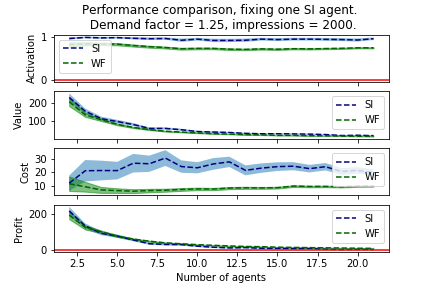 Performance comparison, fixing one SI agent.
Demand factor = 1.25, impressions = 2000.
Activation
1
0
SI
WF
Value
200
100
SI
WF
Cost
30
20
10
SI
WF
Profit
200
0
SI
WF
2.5 5.0 7.5 10.0 12.5 15.0 17.5 20.0
Number of agents